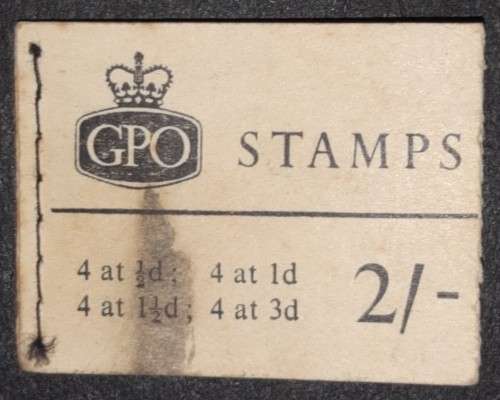 GPO STAMPS
4 at ½d; 4 at 1d
4 at 1½d; 4 at 3d
2/-